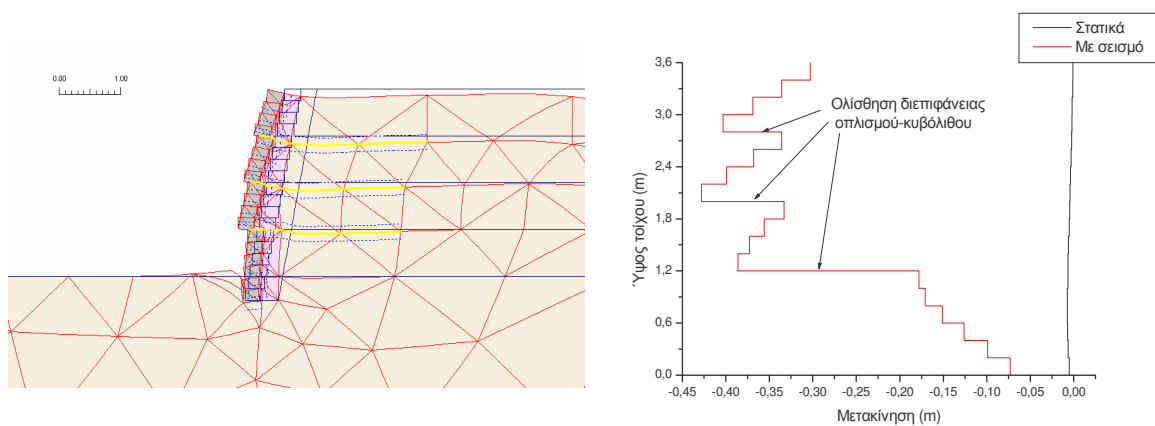 0.00 1.00
Στατικά
Με σεισμό
3,6
3,0
2,4
1,8
1,2
0,6
0,0
Ύψος τοίχου (m)
Ολίσθηση διεπιφάνειας
οπλισμού-κυβόλιθου
-0,45 -0,40 -0,35 -0,30 -0,25 -0,20 -0,15 -0,10 -0,05 0,00
Μετακίνηση (m)